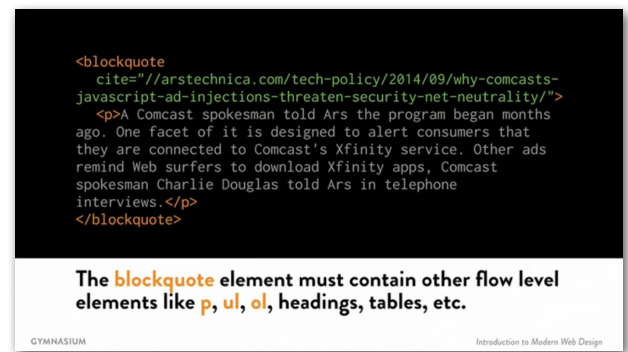 <blockquote
cite="//arstechnica.com/tech-policy/2014/09/why-comcasts-
javascript-ad-injections-threaten-security-net-neutrality/">
<p>A Comcast spokesman told Ars the program began months
ago. One facet of it is designed to alert consumers that
they are connected to Comcast's Xfinity service. Other ads
remind Web surfers to download Xfinity apps, Comcast
spokesman Charlie Douglas told Ars in telephone
interviews.</p>
</blockquote>
The blockquote element must contain other flow level
elements like p, ul, ol, headings, tables, etc.
GYMNASIUM
Introduction to Modern Web Design